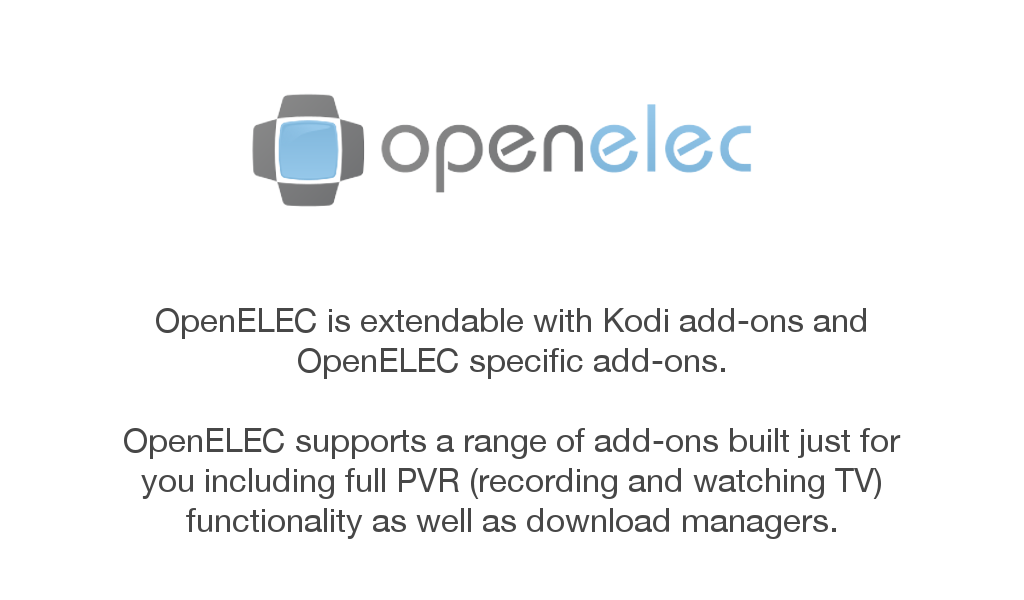 openelec
OpenELEC is extendable with Kodi add-ons and
OpenELEC specific add-ons.
OpenELEC supports a range of add-ons built just for
you including full PVR (recording and watching TV)
functionality as well as download managers.